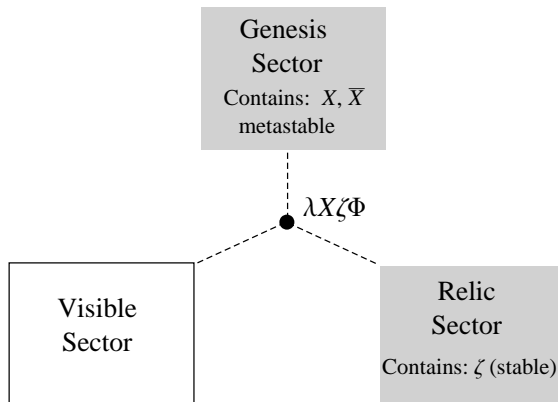 Genesis
Sector
Contains: X, X̅
metastable
λXζΦ
Visible
Sector
Relic
Sector
Contains: ζ (stable)